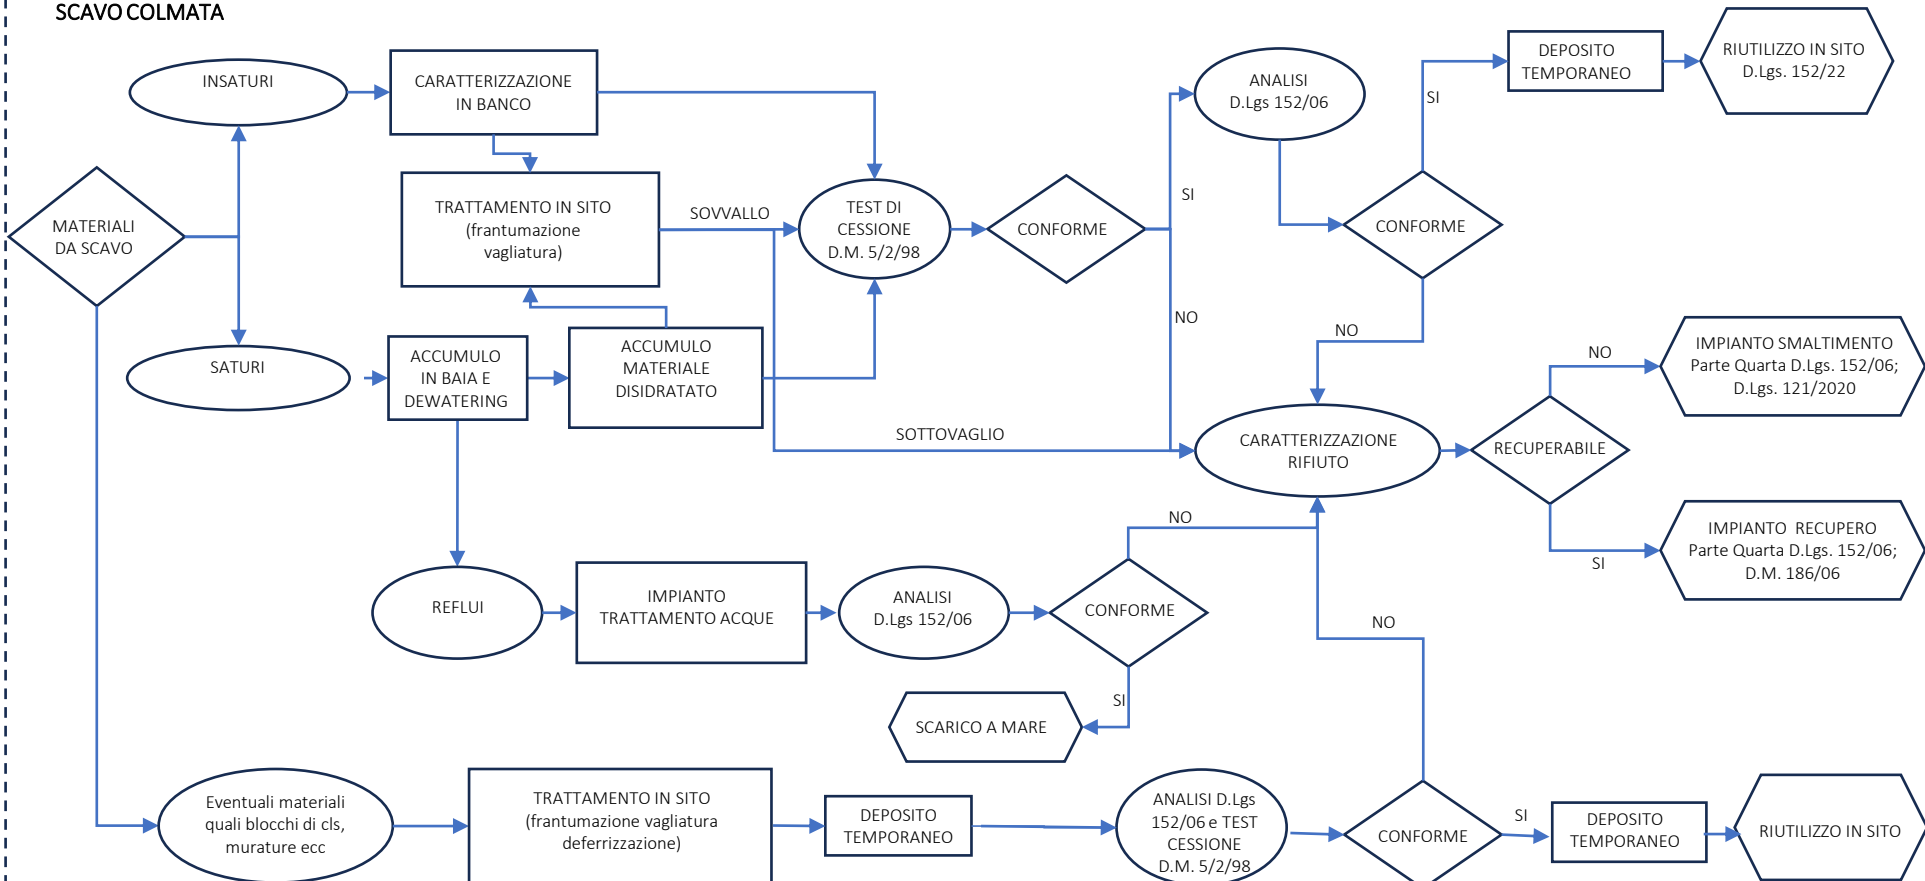 SCAVO COLMATA
INSATURI
CARATTERIZZAZIONE
IN BANCO
ANALISI
D.Lgs 152/06
SI
DEPOSITO
TEMPORANEO
RIUTILIZZO IN SITO
D.Lgs. 152/22
MATERIALI
DA SCAVO
TRATTAMENTO IN SITO
(frantumazione
vagliatura)
SOVVALLO
TEST DI
CESSIONE
D.M. 5/2/98
CONFORME
SI
NO
CONFORME
NO
SATURI
ACCUMULO
IN BAIA E
DEWATERING
ACCUMULO
MATERIALE
DISIDRATATO
SOTTOVAGLIO
CARATTERIZZAZIONE
RIFIUTO
RECUPERABILE
NO
IMPIANTO SMALTIMENTO
Parte Quarta D.Lgs. 152/06;
D.Lgs. 121/2020
SI
IMPIANTO  RECUPERO
Parte Quarta D.Lgs. 152/06;
D.M. 186/06
REFLUI
IMPIANTO
TRATTAMENTO ACQUE
ANALISI
D.Lgs 152/06
CONFORME
NO
SI
SCARICO A MARE
NO
Eventuali materiali
quali blocchi di cls,
murature ecc
TRATTAMENTO IN SITO
(frantumazione vagliatura
deferrizzazione)
DEPOSITO
TEMPORANEO
ANALISI D.Lgs
152/06 e TEST
CESSIONE
D.M. 5/2/98
CONFORME
SI
DEPOSITO
TEMPORANEO
RIUTILIZZO IN SITO